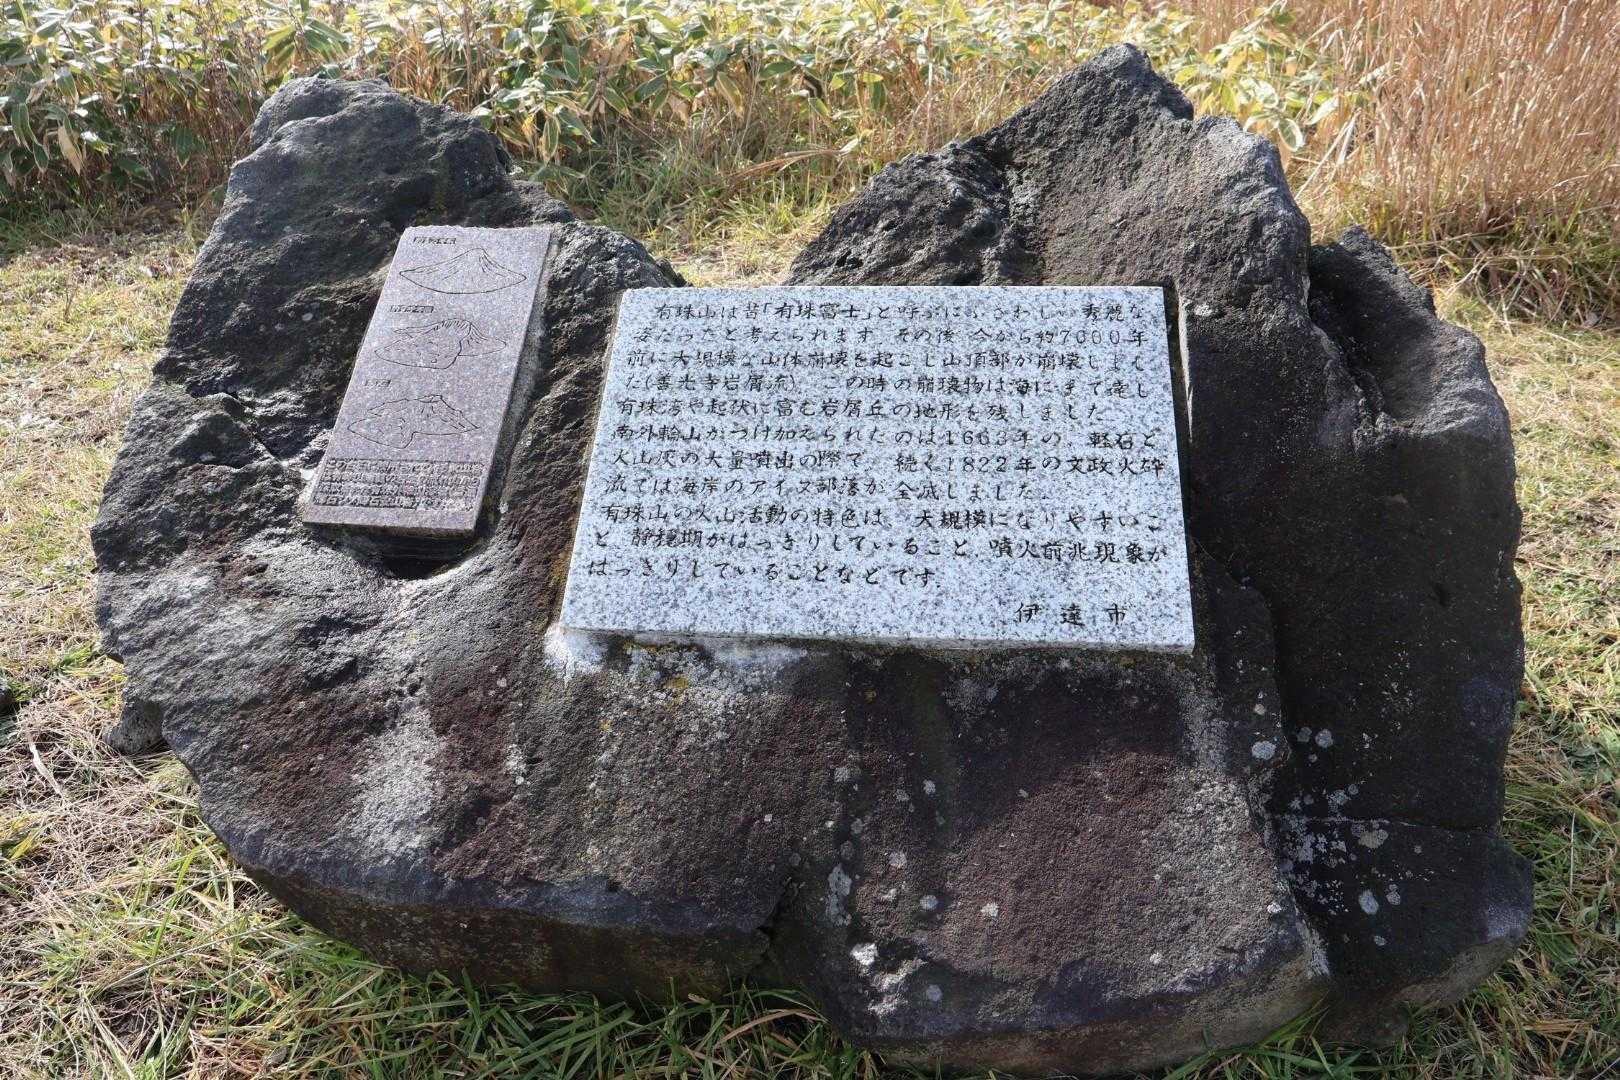 有珠山は昔「有珠富士」と呼ぶにふさわしい秀麗な
姿だったと考えられます。その後、今から約7000年
前に大規模な山体崩壊を起こし山頂部が崩壊しまし
た(善光寺岩屑流)。この時の崩壊物は海にまで達し
有珠湾や起伏に富む岩屑丘の地形を残しました。
南外輪山がつけ加えられたのは1663年の、軽石と
火山灰の大量噴出の際で、続く1822年の文政火砕
流では海岸のアイヌ部落が全滅しました。
有珠山の火山活動の特色は、大規模になりやすいこ
と、静穏期がはっきりしていること、噴火前兆現象が
はっきりしていることなどです。
伊達市